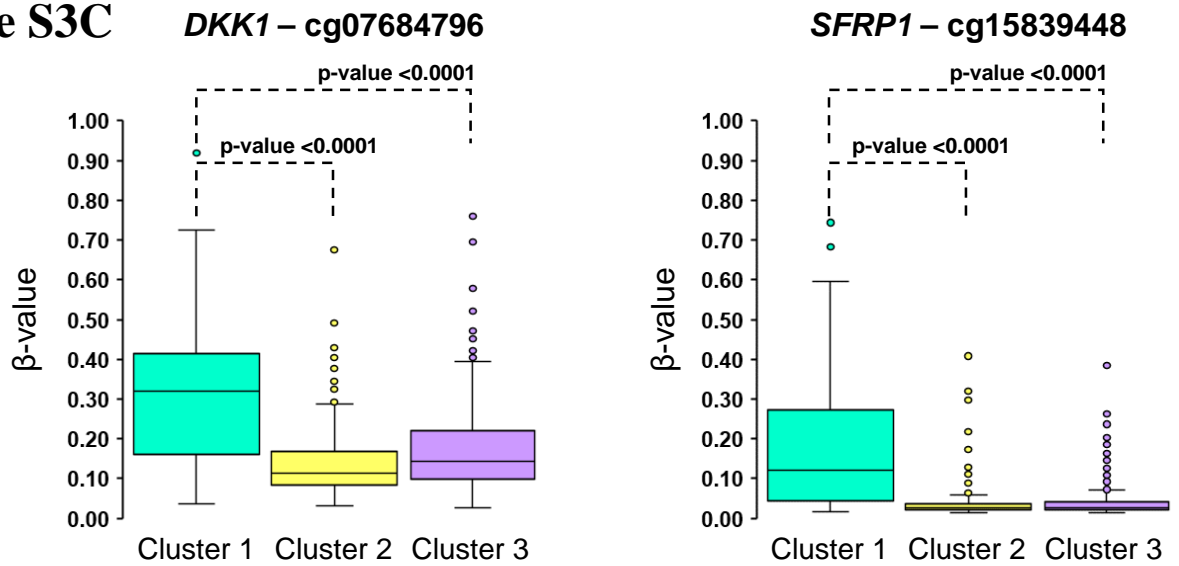 e S3C
DKK1 – cg07684796
p-value <0.0001
p-value <0.0001
1.00
0.90
0.80
0.70
0.60
0.50
0.40
0.30
0.20
0.10
0.00
β-value
Cluster 1 Cluster 2 Cluster 3
SFRP1 – cg15839448
p-value <0.0001
p-value <0.0001
1.00
0.90
0.80
0.70
0.60
0.50
0.40
0.30
0.20
0.10
0.00
β-value
Cluster 1 Cluster 2 Cluster 3